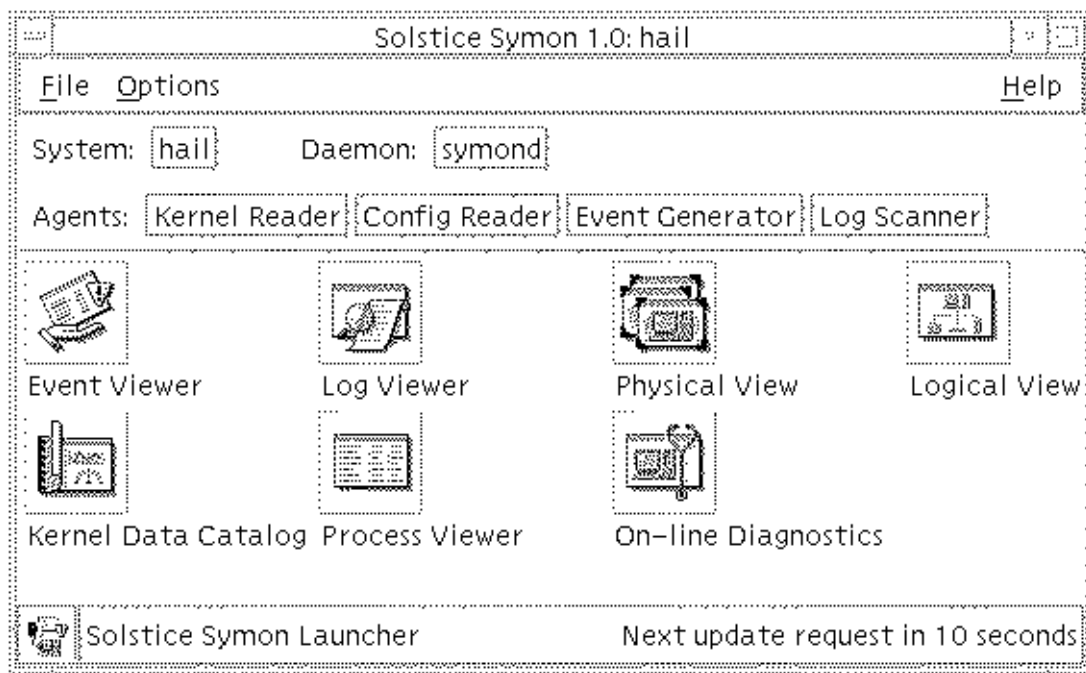 Solstice Symon 1.0: hail
File Options Help
System: hail Daemon: symond
Agents: Kernel Reader Config Reader Event Generator Log Scanner
Event Viewer Log Viewer Physical View Logical View
Kernel Data Catalog Process Viewer On-line Diagnostics
Solstice Symon Launcher Next update request in 10 seconds